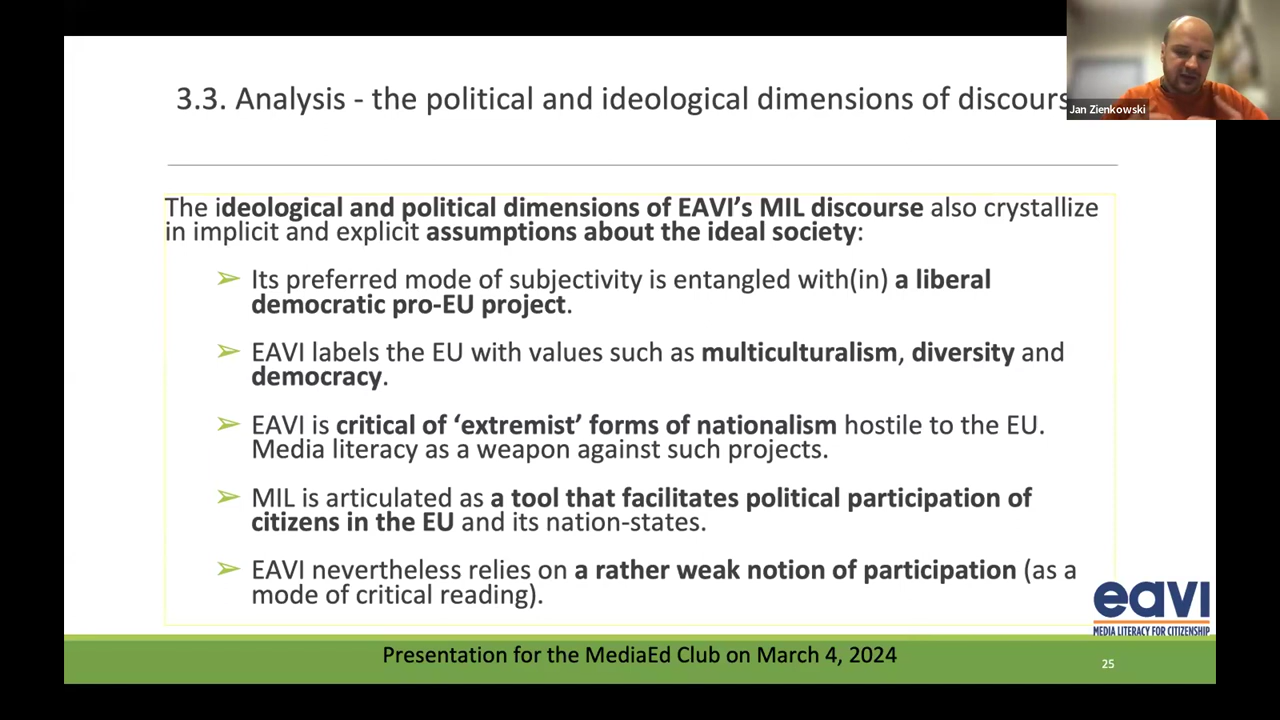 3.3. Analysis - the political and ideological dimensions of discours
Jan Zienkowski
The ideological and political dimensions of EAVI's MIL discourse also crystallize
in implicit and explicit assumptions about the ideal society:
➢ Its preferred mode of subjectivity is entangled with(in) a liberal
democratic pro-EU project.
➢ EAVI labels the EU with values such as multiculturalism, diversity and
democracy.
➢ EAVI is critical of ‘extremist’ forms of nationalism hostile to the EU.
Media literacy as a weapon against such projects.
➢ MIL is articulated as a tool that facilitates political participation of
citizens in the EU and its nation-states.
➢ EAVI nevertheless relies on a rather weak notion of participation (as a
mode of critical reading).
eavi
MEDIA LITERACY FOR CITIZENSHIP
Presentation for the MediaEd Club on March 4, 2024
25